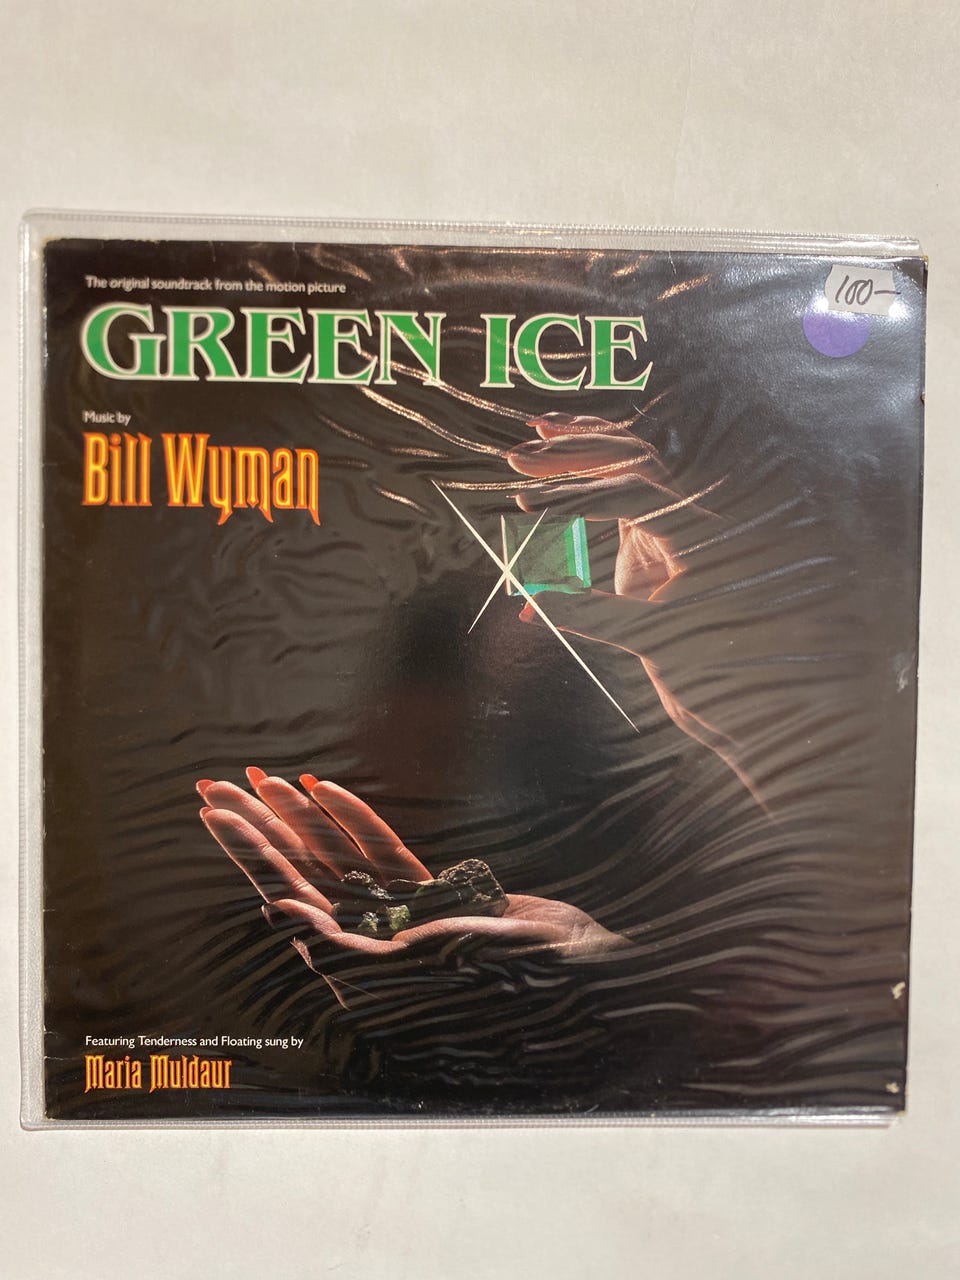 The original soundtrack from the motion picture
GREEN ICE
100-
Music by
Bill Wyman
Featuring Tenderness and Floating sung by
Maria Muldaur